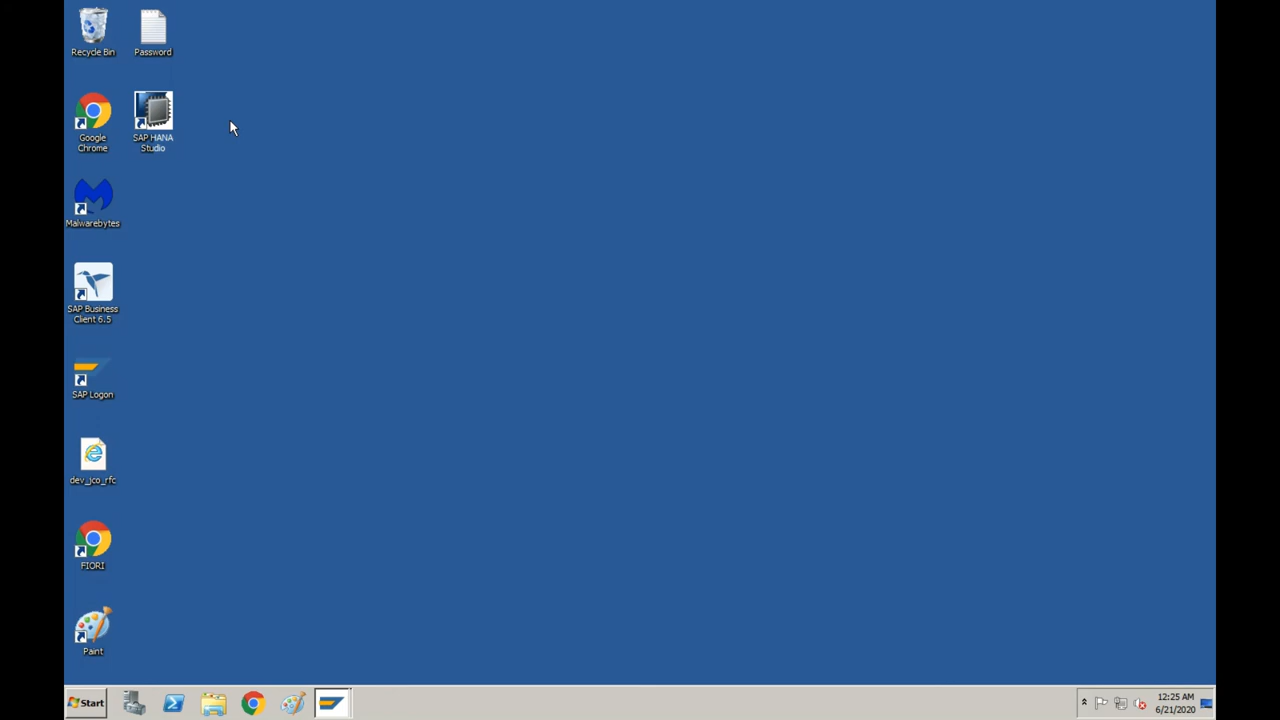 Recycle Bin
Password
Google
Chrome
SAP HANA
Studio
Malwarebytes
SAP Business
Client 6.5
SAP Logon
dev_jco_rfc
FIORI
Paint
Start
12:25 AM
6/21/2020